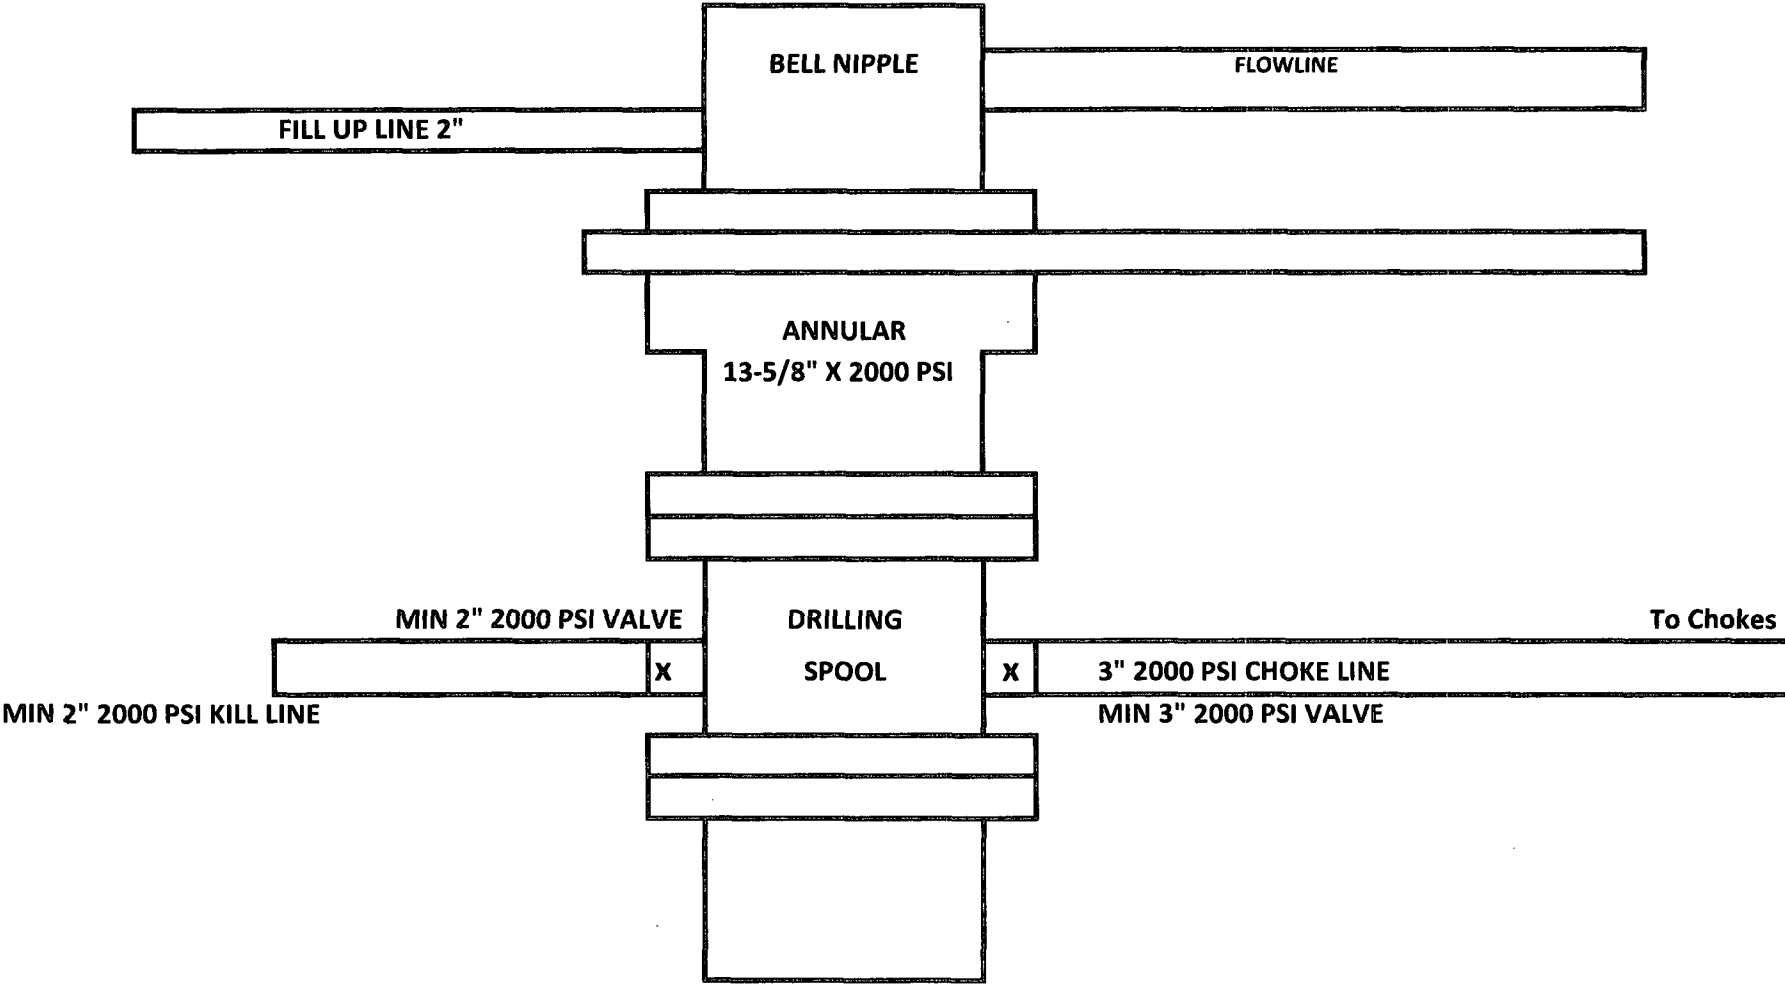 BELL NIPPLE
FLOWLINE
FILL UP LINE 2"
ANNULAR
13-5/8" X 2000 PSI
MIN 2" 2000 PSI VALVE
DRILLING
To Chokes
X
SPOOL
X
3" 2000 PSI CHOKE LINE
MIN 2" 2000 PSI KILL LINE
MIN 3" 2000 PSI VALVE